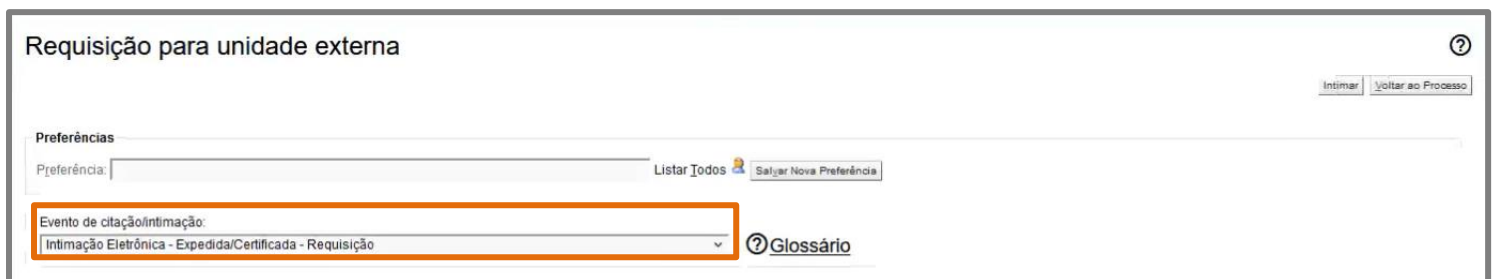 Requisição para unidade externa
Intimar Voltar ao Processo
Preferências
Preferência: Listar Todos Salvar Nova Preferência
Evento de citação/intimação:
Intimação Eletrônica - Expedida/Certificada - Requisição
Glossário